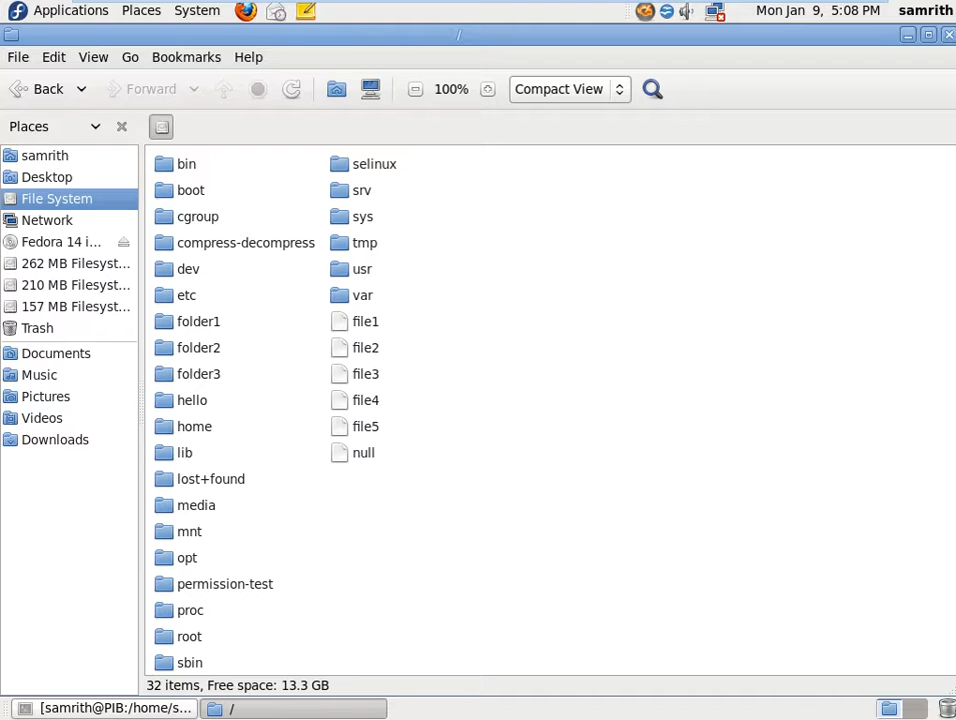 Applications Places System Mon Jan 9, 5:08 PM samrith
/
File Edit View Go Bookmarks Help
Back Forward 100% Compact View
Places
samrith
Desktop
File System
Network
Fedora 14 i...
262 MB Filesyst...
210 MB Filesyst...
157 MB Filesyst...
Trash
Documents
Music
Pictures
Videos
Downloads
bin
boot
cgroup
compress-decompress
dev
etc
folder1
folder2
folder3
hello
home
lib
lost+found
media
mnt
opt
permission-test
proc
root
sbin
selinux
srv
sys
tmp
usr
var
file1
file2
file3
file4
file5
null
32 items, Free space: 13.3 GB
[samrith@PIB:/home/s... /